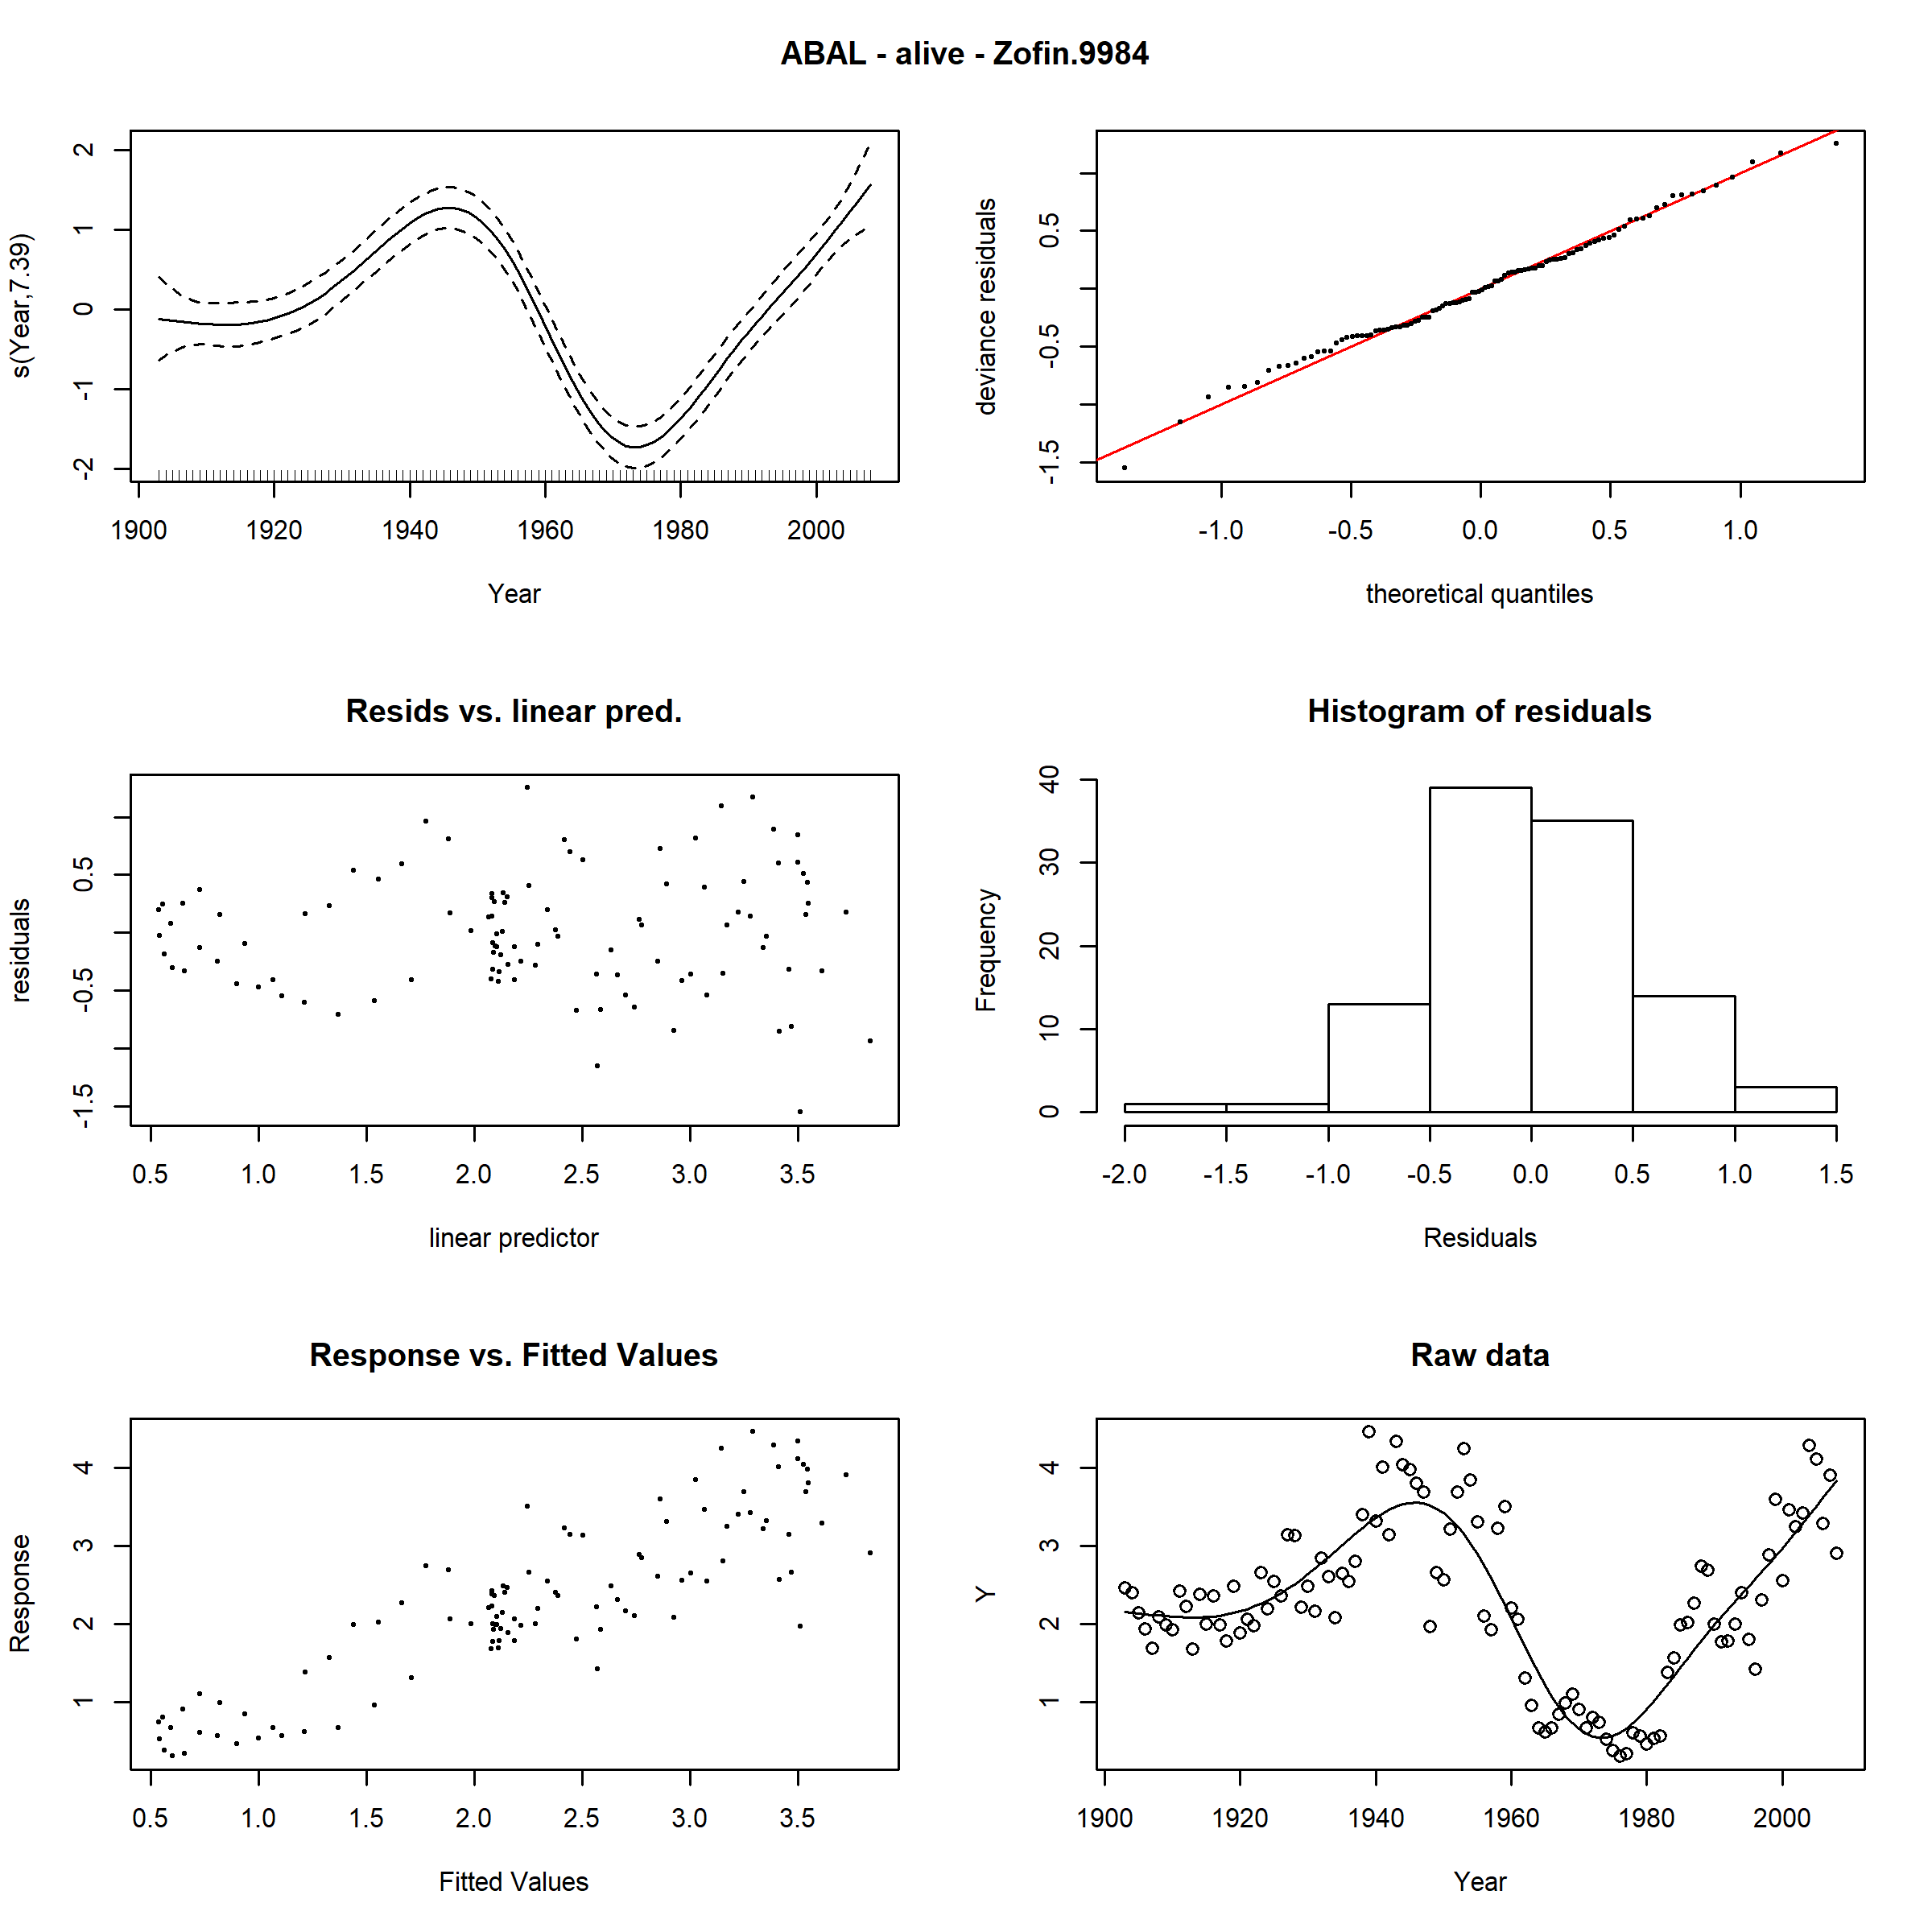 ABAL - alive - Zofin.9984
s(Year,7.39)
2
1
0
-1
-2
1900 1920 1940 1960 1980 2000
Year
deviance residuals
0.5
-0.5
-1.5
-1.0 -0.5 0.0 0.5 1.0
theoretical quantiles
Resids vs. linear pred.
residuals
0.5
-0.5
-1.5
0.5 1.0 1.5 2.0 2.5 3.0 3.5
linear predictor
Histogram of residuals
Frequency
40
30
20
10
0
-2.0 -1.5 -1.0 -0.5 0.0 0.5 1.0 1.5
Residuals
Response vs. Fitted Values
Response
4
3
2
1
0.5 1.0 1.5 2.0 2.5 3.0 3.5
Fitted Values
Raw data
Y
4
3
2
1
1900 1920 1940 1960 1980 2000
Year